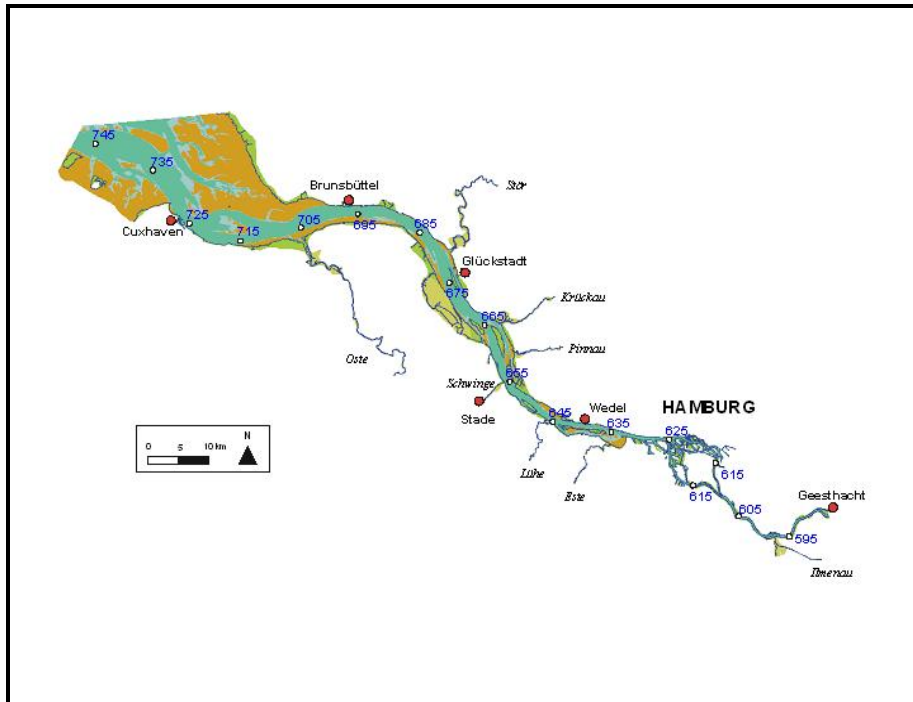 745
735
Brunsbüttel
Stör
725
705
695
685
Cuxhaven
715
Glückstadt
675
Krückau
665
Oste
Pinnau
Schwinge
655
Stade
645
Wedel
635
HAMBURG
625
0 5 10 km
N
Lühe
Este
615
615
Geesthacht
605
595
Ilmenau